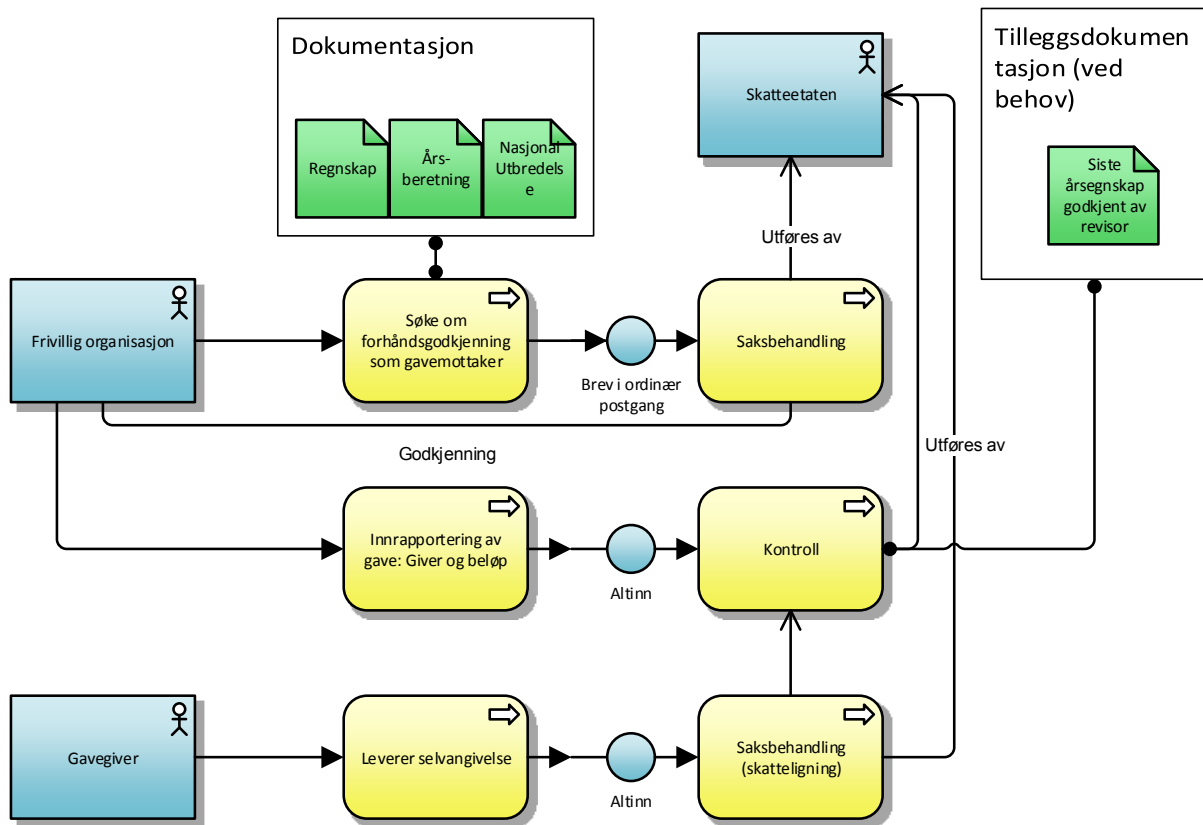 Dokumentasjon
Regnskap
Års-
beretning
Nasjonal
Utbredels
e
Skatteetaten
Tilleggsdokumen
tasjon (ved
behov)
Siste
årsegnskap
godkjent av
revisor
Utføres av
Frivillig organisasjon
Søke om
forhåndsgodkjenning
som gavemottaker
Brev i ordinær
postgang
Saksbehandling
Godkjenning
Utføres av
Innrapportering av
gave: Giver og beløp
Altinn
Kontroll
Gavegiver
Leverer selvangivelse
Altinn
Saksbehandling
(skatteligning)